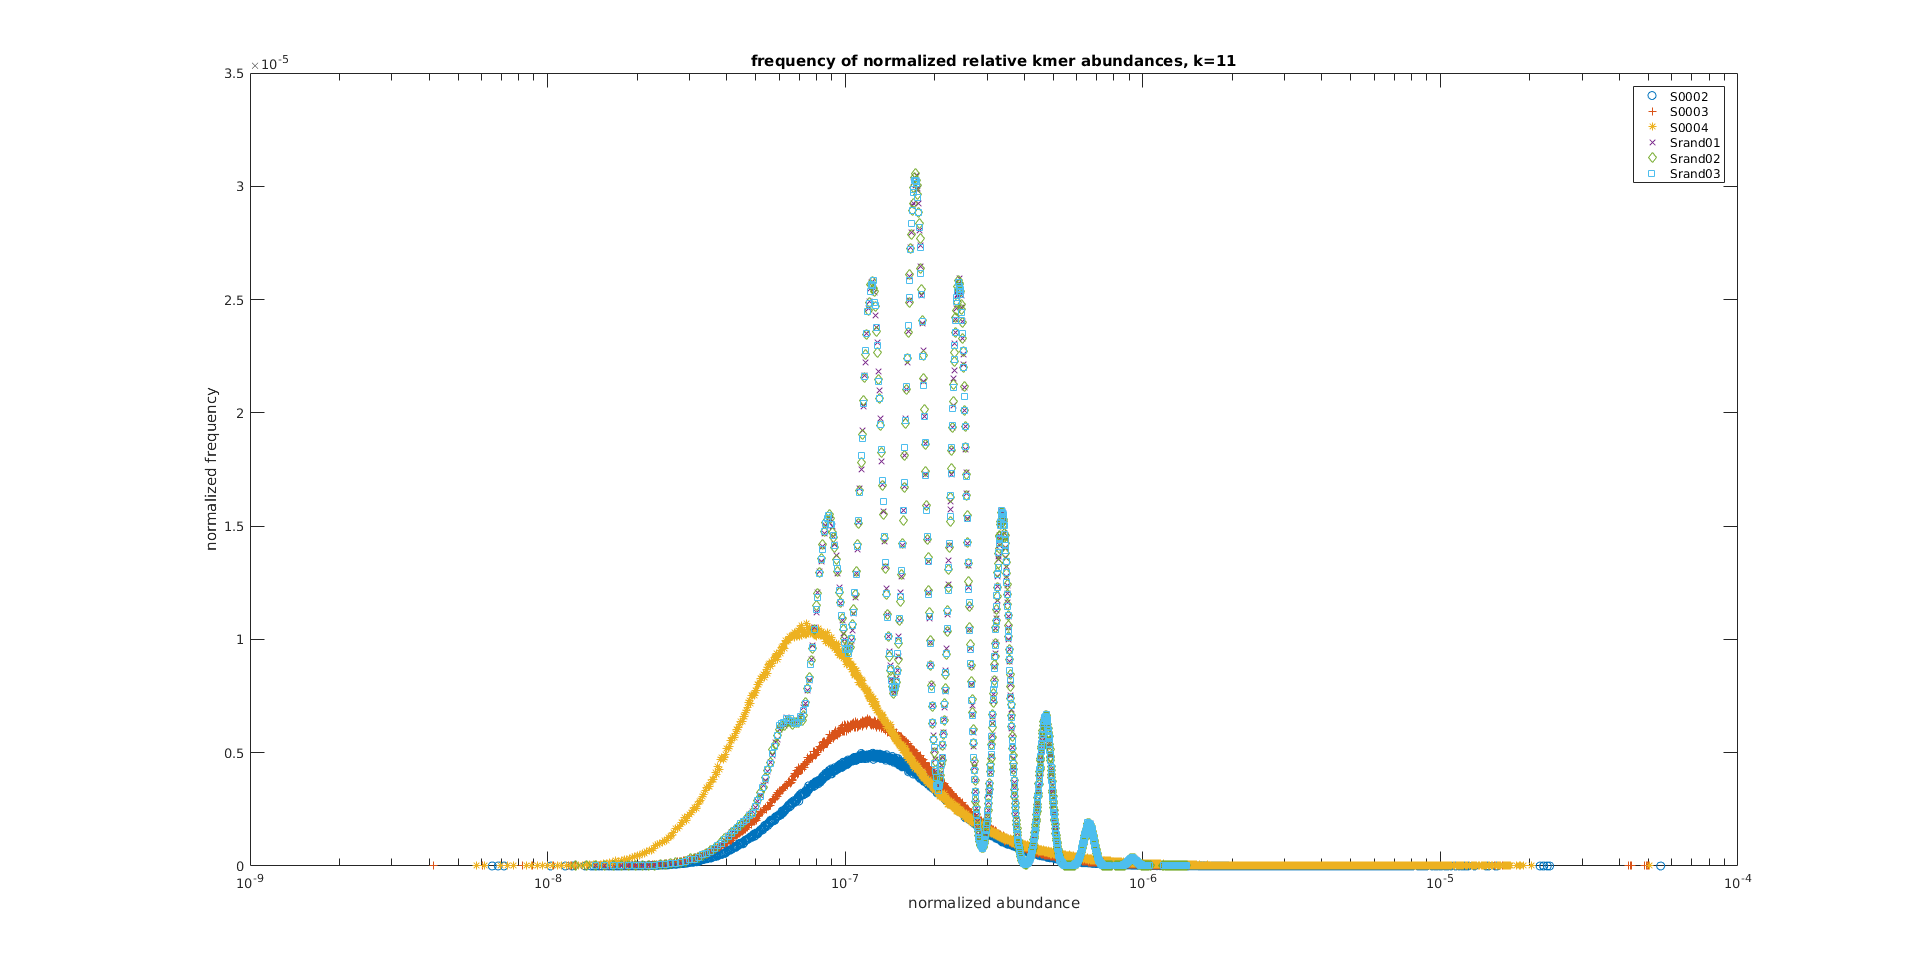 frequency of normalized relative kmer abundances, k=11
×10-5
3.5
3
2.5
2
1.5
1
0.5
0
normalized frequency
S0002
S0003
S0004
Srand01
Srand02
Srand03
10-9 10-8 10-7 10-6 10-5 10-4
normalized abundance